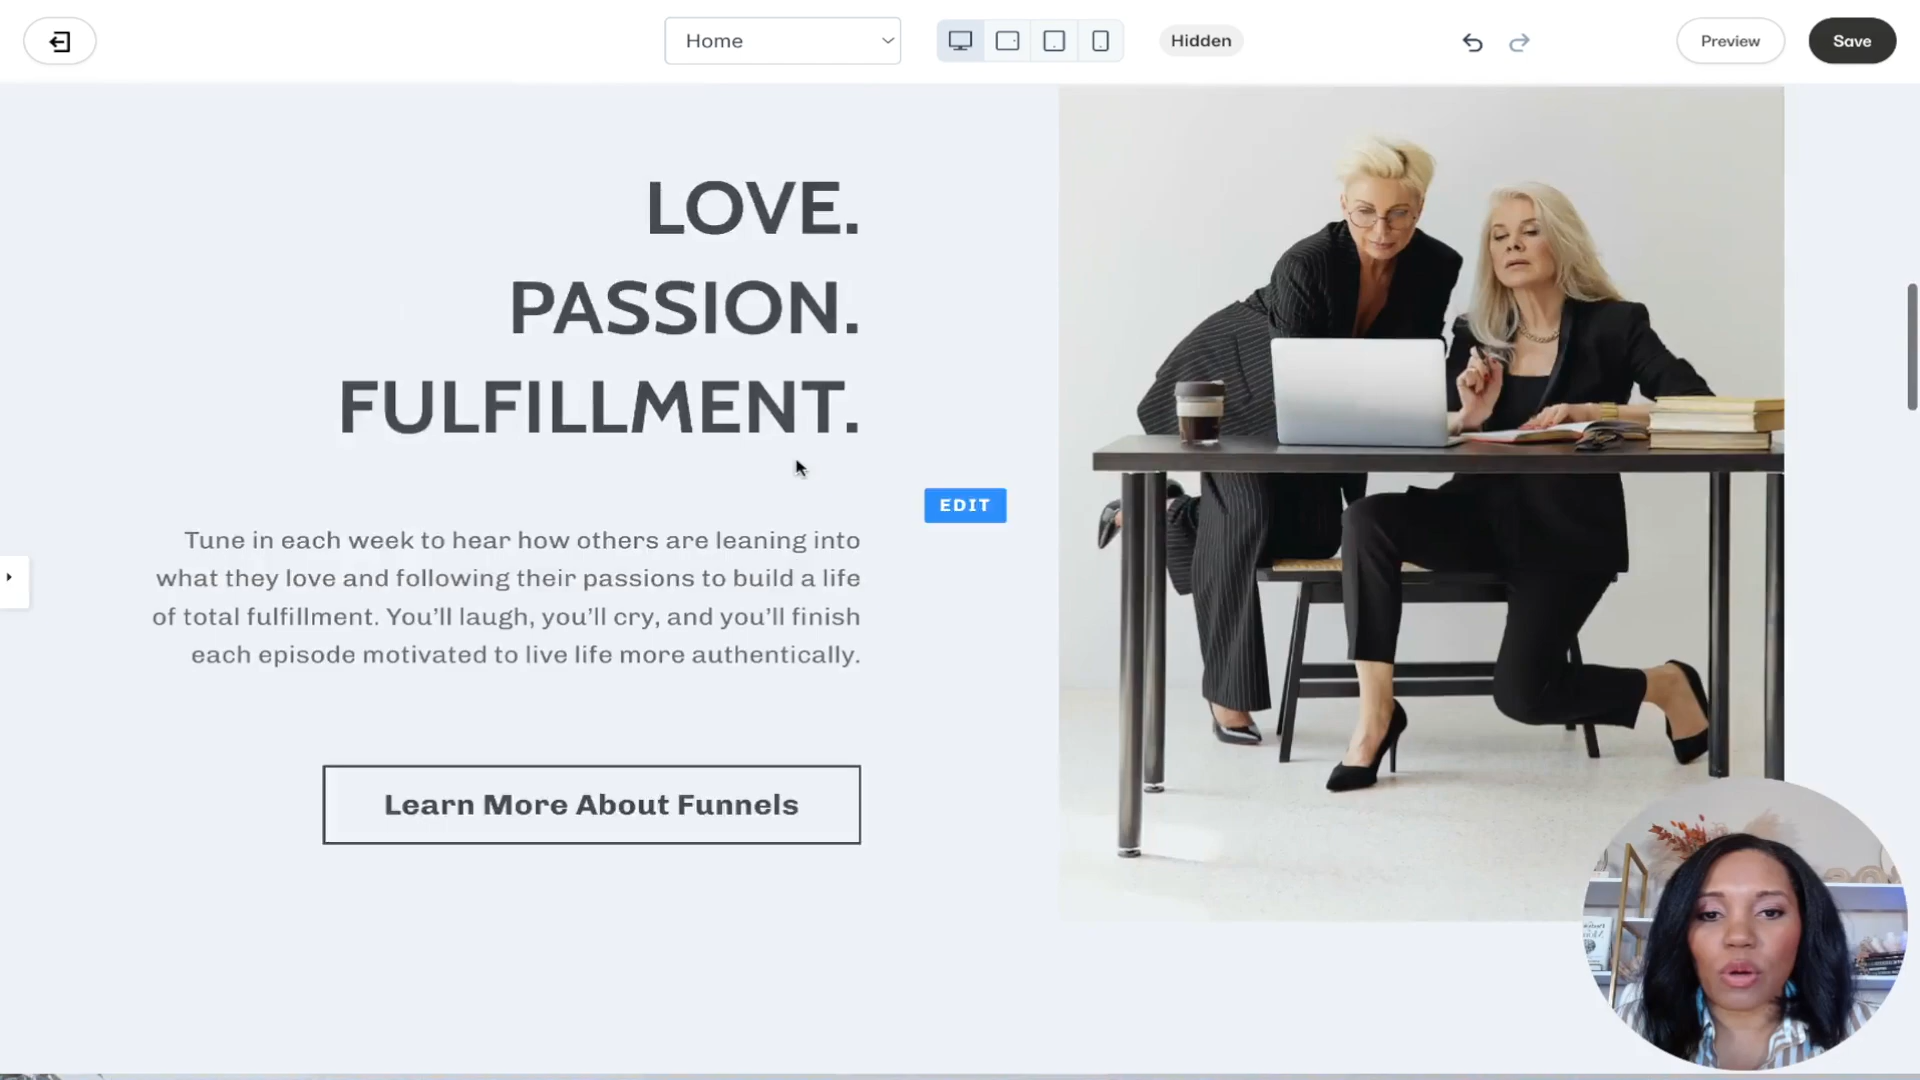 Home
Hidden
Preview
Save
LOVE.
PASSION.
FULFILLMENT.
EDIT
Tune in each week to hear how others are leaning into
what they love and following their passions to build a life
of total fulfillment. You’ll laugh, you’ll cry, and you’ll finish
each episode motivated to live life more authentically.
Learn More About Funnels